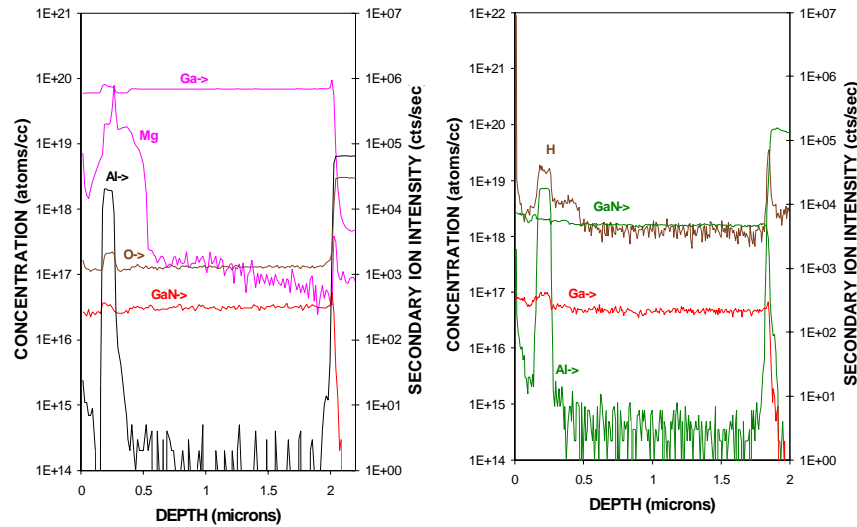 CONCENTRATION (atoms/cc)
1E+21
1E+20
1E+19
1E+18
1E+17
1E+16
1E+15
1E+14
Ga->
Mg
Al->
O->
GaN->
1E+07
1E+06
1E+05
1E+04
1E+03
1E+02
1E+01
1E+00
SECONDARY ION INTENSITY (cts/sec)
0
0.5
1
1.5
2
DEPTH (microns)
CONCENTRATION (atoms/cc)
1E+22
1E+21
1E+20
1E+19
1E+18
1E+17
1E+16
1E+15
1E+14
H
GaN->
Ga->
Al->
1E+07
1E+06
1E+05
1E+04
1E+03
1E+02
1E+01
1E+00
SECONDARY ION INTENSITY (cts/sec)
0
0.5
1
1.5
2
DEPTH (microns)